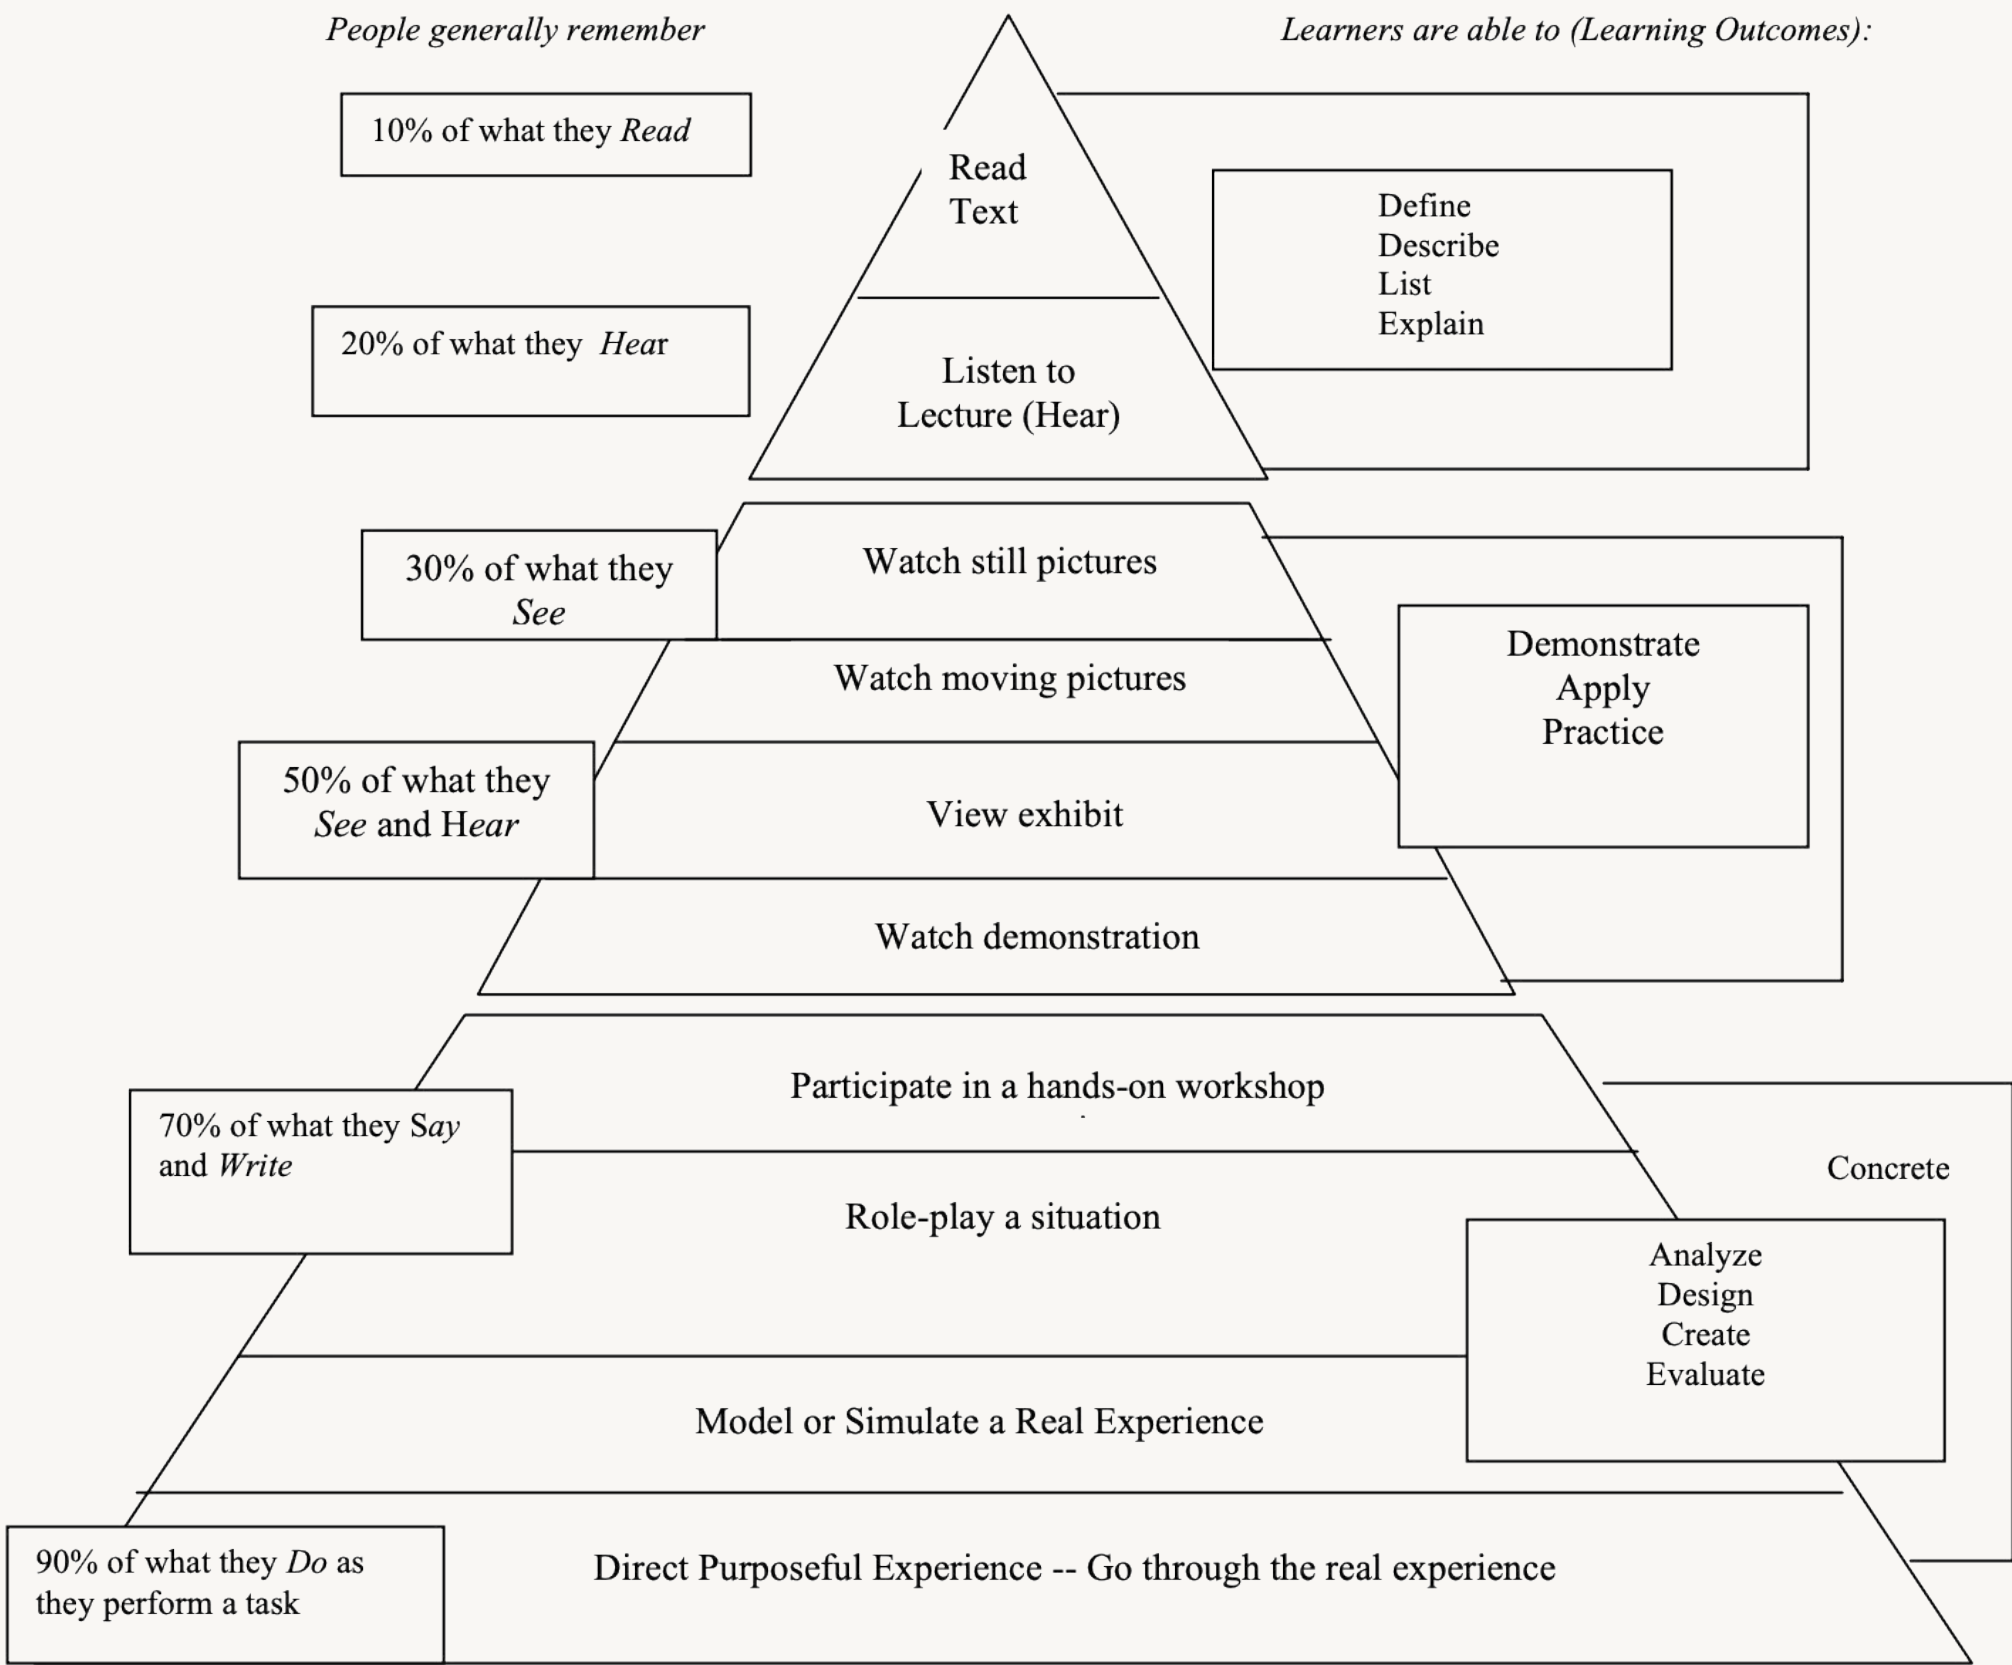 People generally remember
Learners are able to (Learning Outcomes):
10% of what they Read
Read
Text
Define
Describe
List
Explain
20% of what they Hear
Listen to
Lecture (Hear)
30% of what they
See
Watch still pictures
Watch moving pictures
Demonstrate
Apply
Practice
50% of what they
See and Hear
View exhibit
Watch demonstration
Participate in a hands-on workshop
70% of what they Say
and Write
Concrete
Role-play a situation
Analyze
Design
Create
Evaluate
Model or Simulate a Real Experience
90% of what they Do as
they perform a task
Direct Purposeful Experience -- Go through the real experience